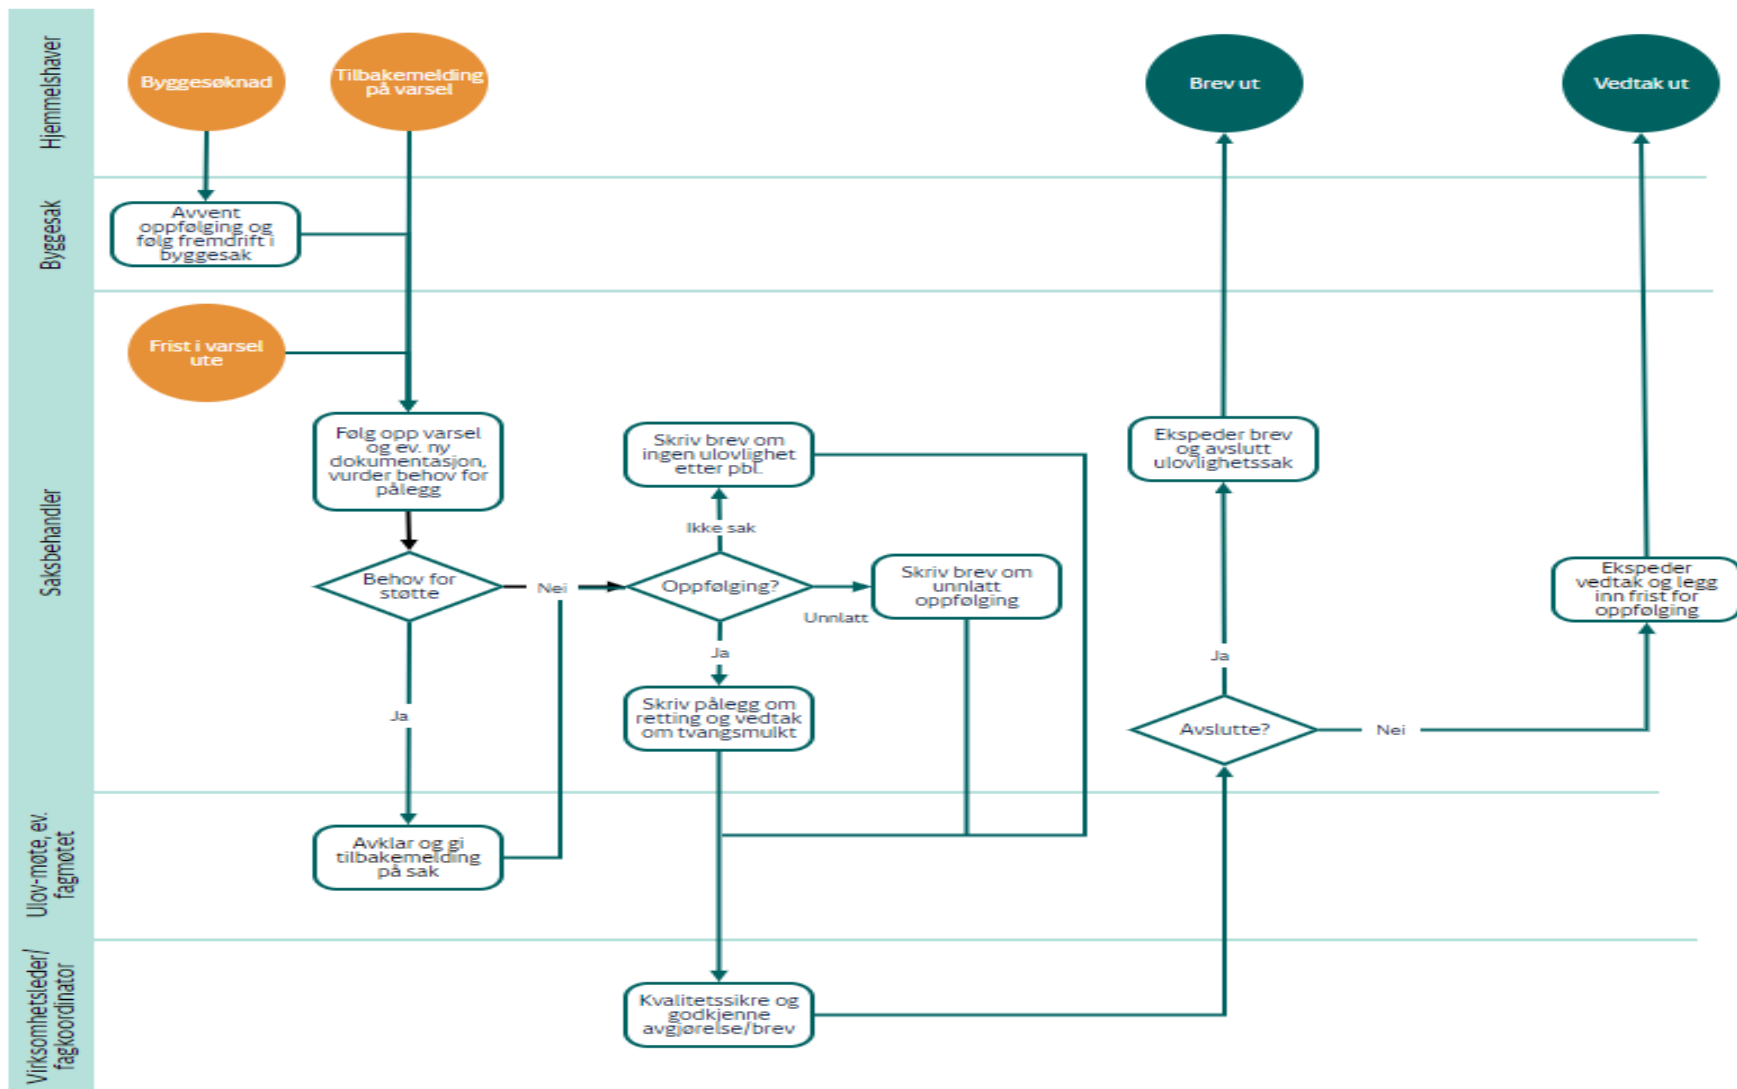 Hjemmelshaver
Byggesøknad
Tilbakemelding
på varsel
Brev ut
Vedtak ut
Byggesak
Avvent
oppfølging og
følg fremdrift i
byggesak
Saksbehandler
Frist i varsel
ute
Følg opp varsel
og ev. ny
dokumentasjon,
vurder behov for
pålegg
Skriv brev om
ingen ulovlighet
etter pbl.
Ekspeder brev
og avslutt
ulovlighetssak
Ikke sak
Behov for
støtte
Nei
Oppfølging?
Unnlatt
Skriv brev om
unnlatt
oppfølging
Ekspeder
vedtak og legg
inn frist for
oppfølging
Ja
Ja
Ja
Skriv pålegg om
retting og vedtak
om tvangsmulkt
Avslutte?
Nei
Ulov-møte, ev.
fagmøtet
Avklar og gi
tilbakemelding
på sak
Virksomhetsleder/
fagkoordinator
Kvalitetssikre og
godkjenne
avgjørelse/brev